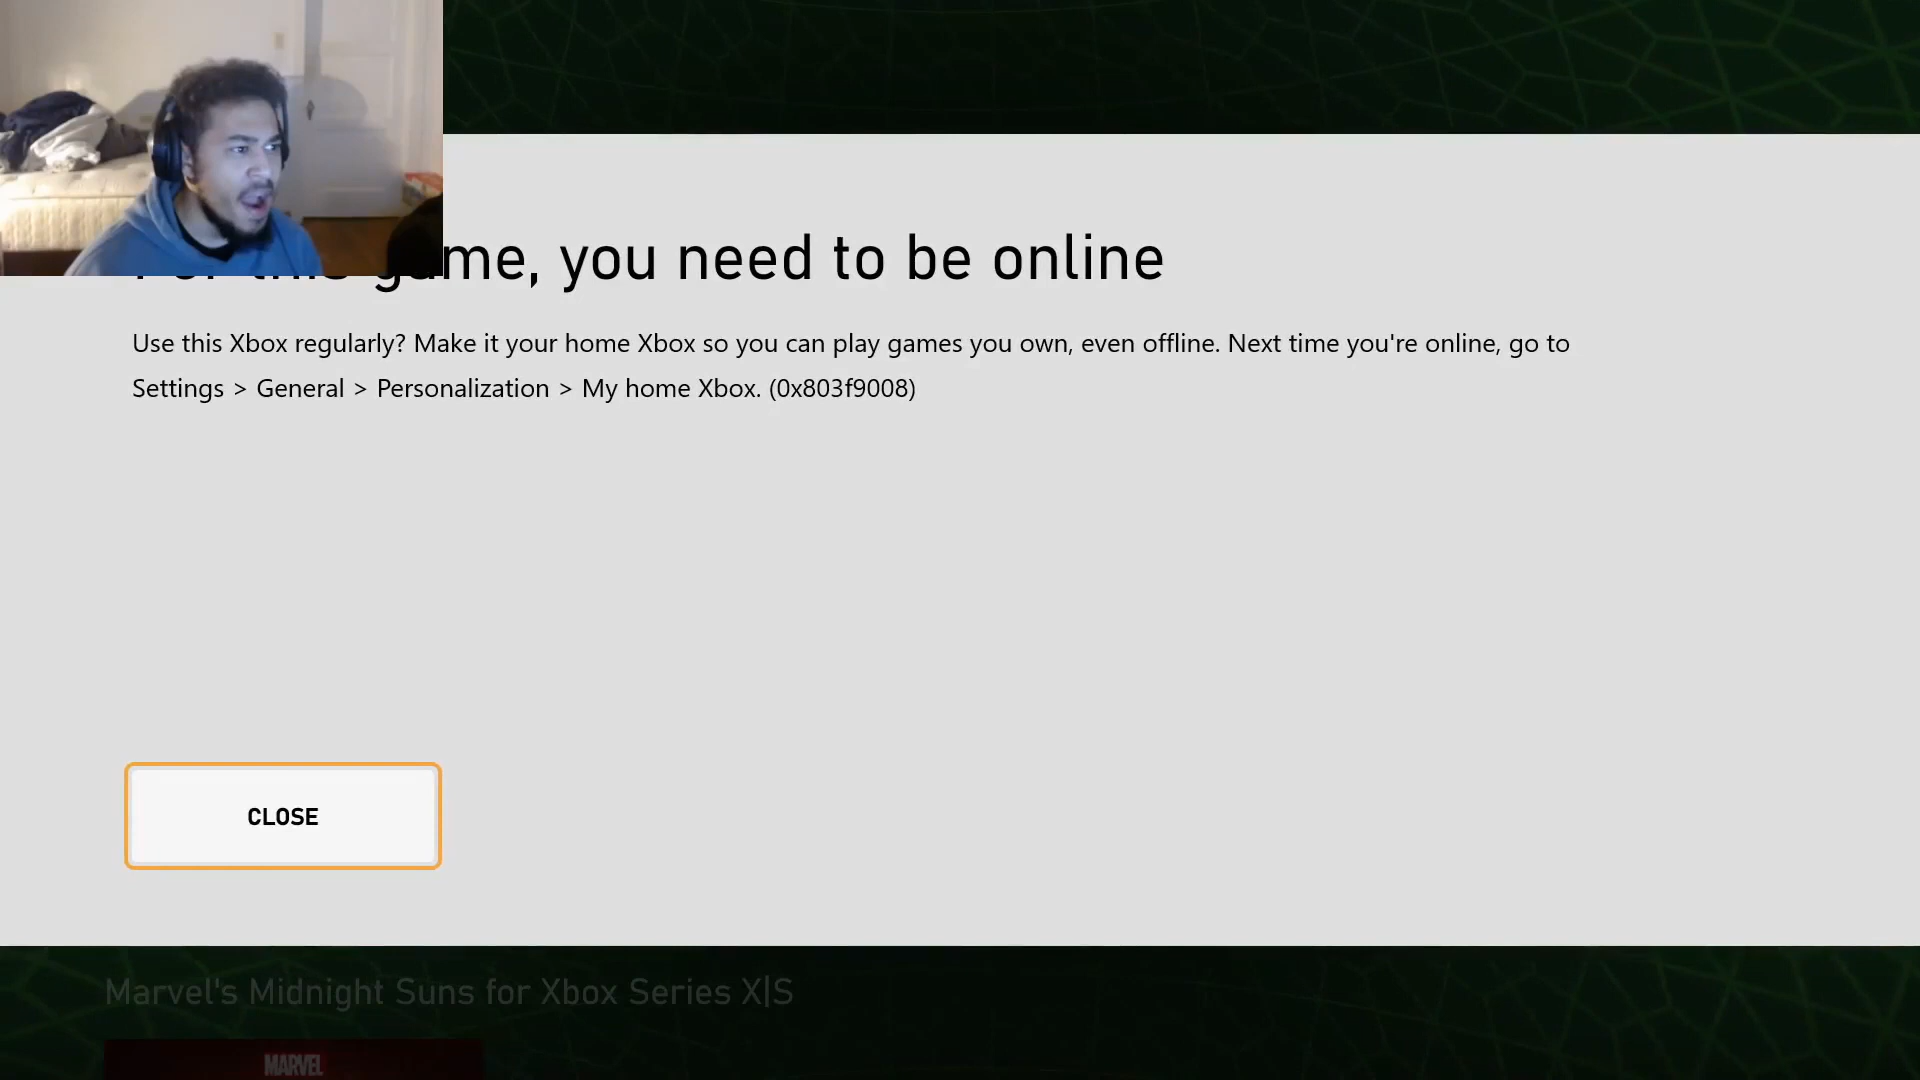 game, you need to be online
Use this Xbox regularly? Make it your home Xbox so you can play games you own, even offline. Next time you're online, go to
Settings > General > Personalization > My home Xbox. (0x803f9008)
CLOSE
Marvel's Midnight Suns for Xbox Series X|S
MARVEL